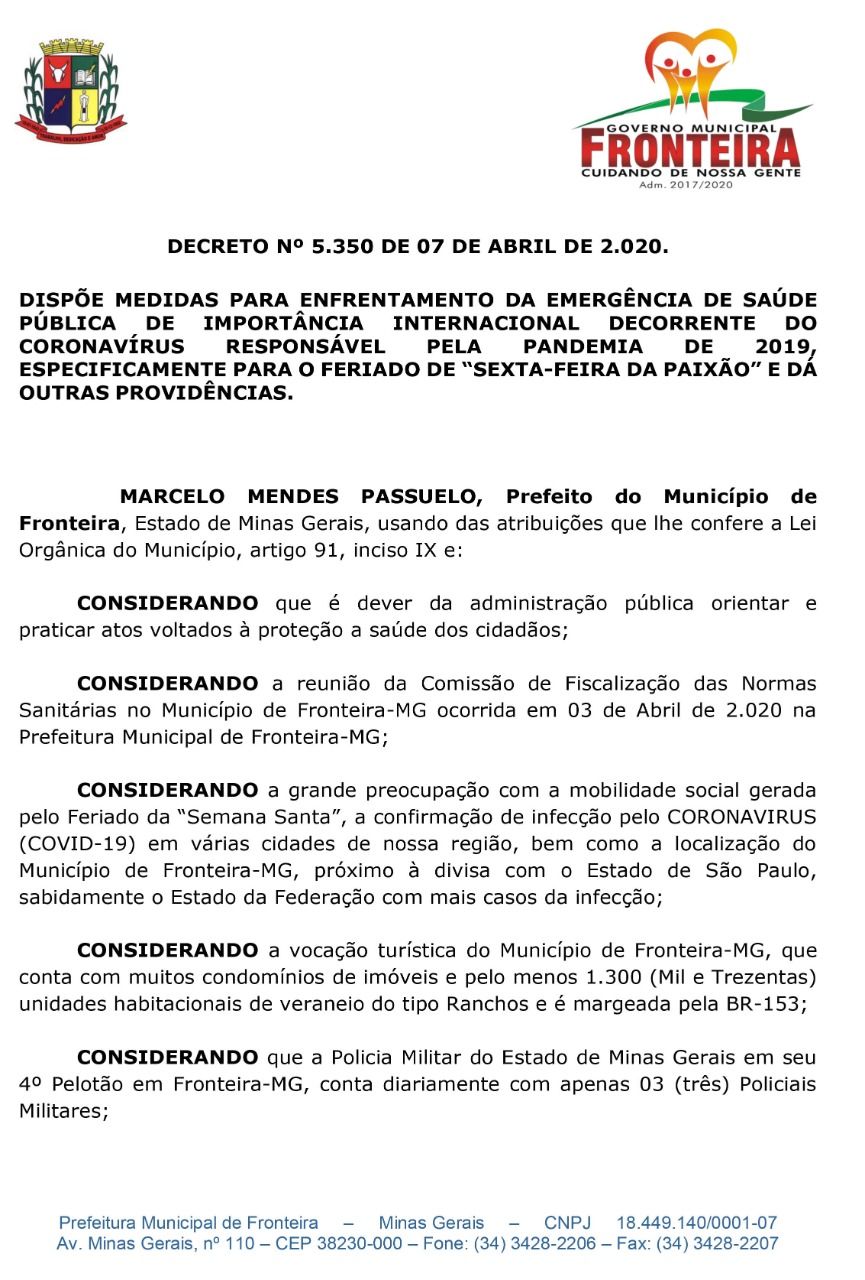 TRABALHO, EDUCAÇÃO E AMOR
GOVERNO MUNICIPAL
FRONTEIRA
CUIDANDO DE NOSSA GENTE
Adm. 2017/2020
DECRETO Nº 5.350 DE 07 DE ABRIL DE 2.020.
DISPÕE MEDIDAS PARA ENFRENTAMENTO DA EMERGÊNCIA DE SAÚDE
PÚBLICA DE IMPORTÂNCIA INTERNACIONAL DECORRENTE DO
CORONAVÍRUS RESPONSÁVEL PELA PANDEMIA DE 2019,
ESPECIFICAMENTE PARA O FERIADO DE “SEXTA-FEIRA DA PAIXÃO” E DÁ
OUTRAS PROVIDÊNCIAS.
MARCELO MENDES PASSUELO, Prefeito do Município de
Fronteira, Estado de Minas Gerais, usando das atribuições que lhe confere a Lei
Orgânica do Município, artigo 91, inciso IX e:
CONSIDERANDO que é dever da administração pública orientar e
praticar atos voltados à proteção a saúde dos cidadãos;
CONSIDERANDO a reunião da Comissão de Fiscalização das Normas
Sanitárias no Município de Fronteira-MG ocorrida em 03 de Abril de 2.020 na
Prefeitura Municipal de Fronteira-MG;
CONSIDERANDO a grande preocupação com a mobilidade social gerada
pelo Feriado da “Semana Santa”, a confirmação de infecção pelo CORONAVIRUS
(COVID-19) em várias cidades de nossa região, bem como a localização do
Município de Fronteira-MG, próximo à divisa com o Estado de São Paulo,
sabidamente o Estado da Federação com mais casos da infecção;
CONSIDERANDO a vocação turística do Município de Fronteira-MG, que
conta com muitos condomínios de imóveis e pelo menos 1.300 (Mil e Trezentas)
unidades habitacionais de veraneio do tipo Ranchos e é margeada pela BR-153;
CONSIDERANDO que a Policia Militar do Estado de Minas Gerais em seu
4º Pelotão em Fronteira-MG, conta diariamente com apenas 03 (três) Policiais
Militares;
Prefeitura Municipal de Fronteira – Minas Gerais – CNPJ 18.449.140/0001-07
Av. Minas Gerais, nº 110 – CEP 38230-000 – Fone: (34) 3428-2206 – Fax: (34) 3428-2207